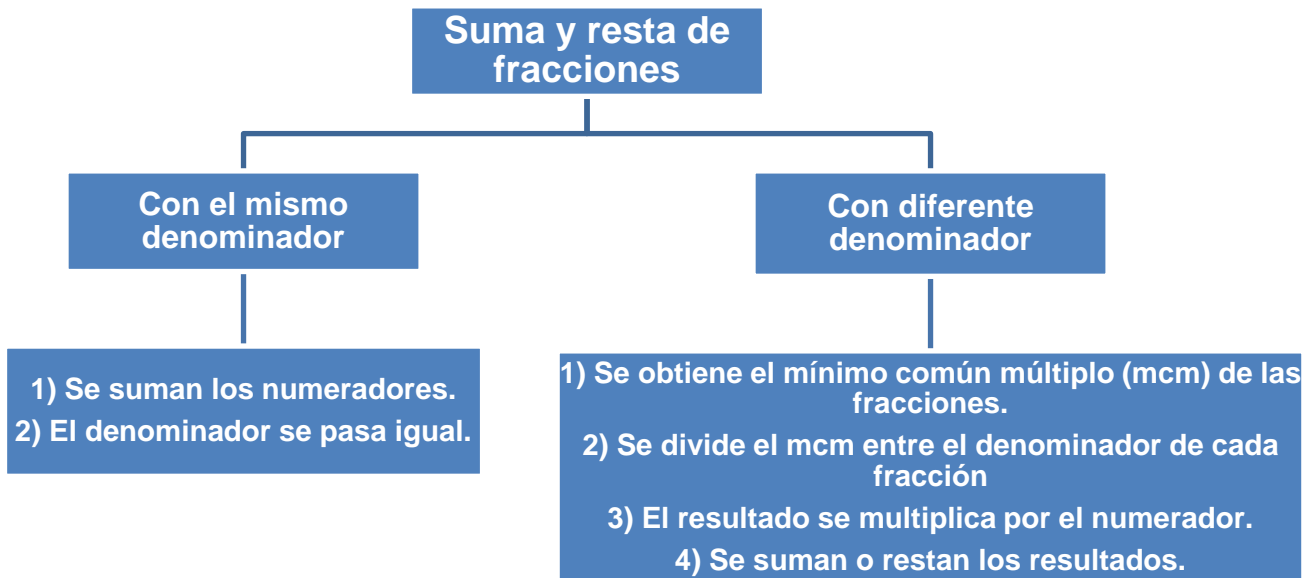 Suma y resta de
fracciones
Con el mismo
denominador
1) Se suman los numeradores.
2) El denominador se pasa igual.
Con diferente
denominador
1) Se obtiene el mínimo común múltiplo (mcm) de las
fracciones.
2) Se divide el mcm entre el denominador de cada
fracción
3) El resultado se multiplica por el numerador.
4) Se suman o restan los resultados.